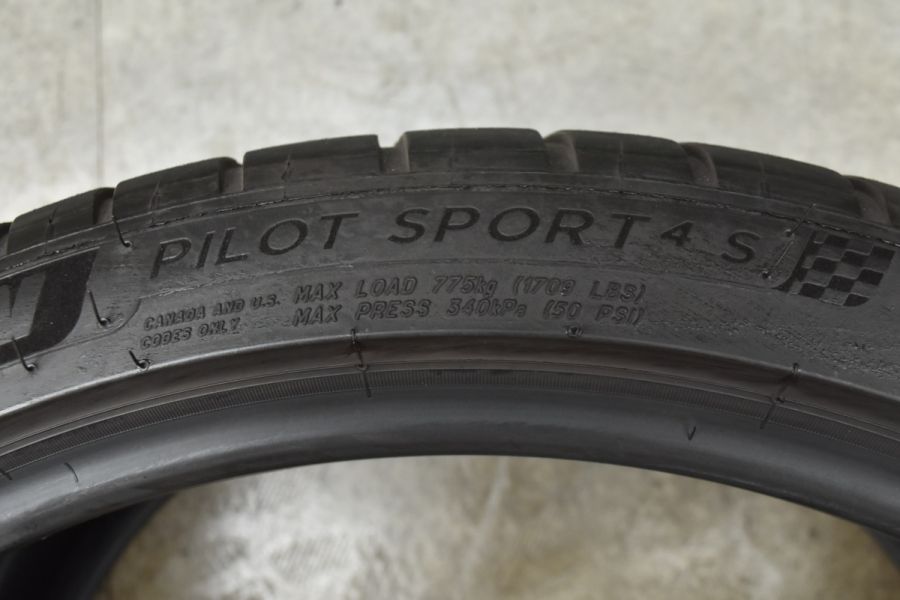 PILOT SPORT 4 S
CANADA AND U.S.
CODES ONLY
MAX LOAD 775kg (1709 LBS)
MAX PRESS 340kPa (50 PSI)